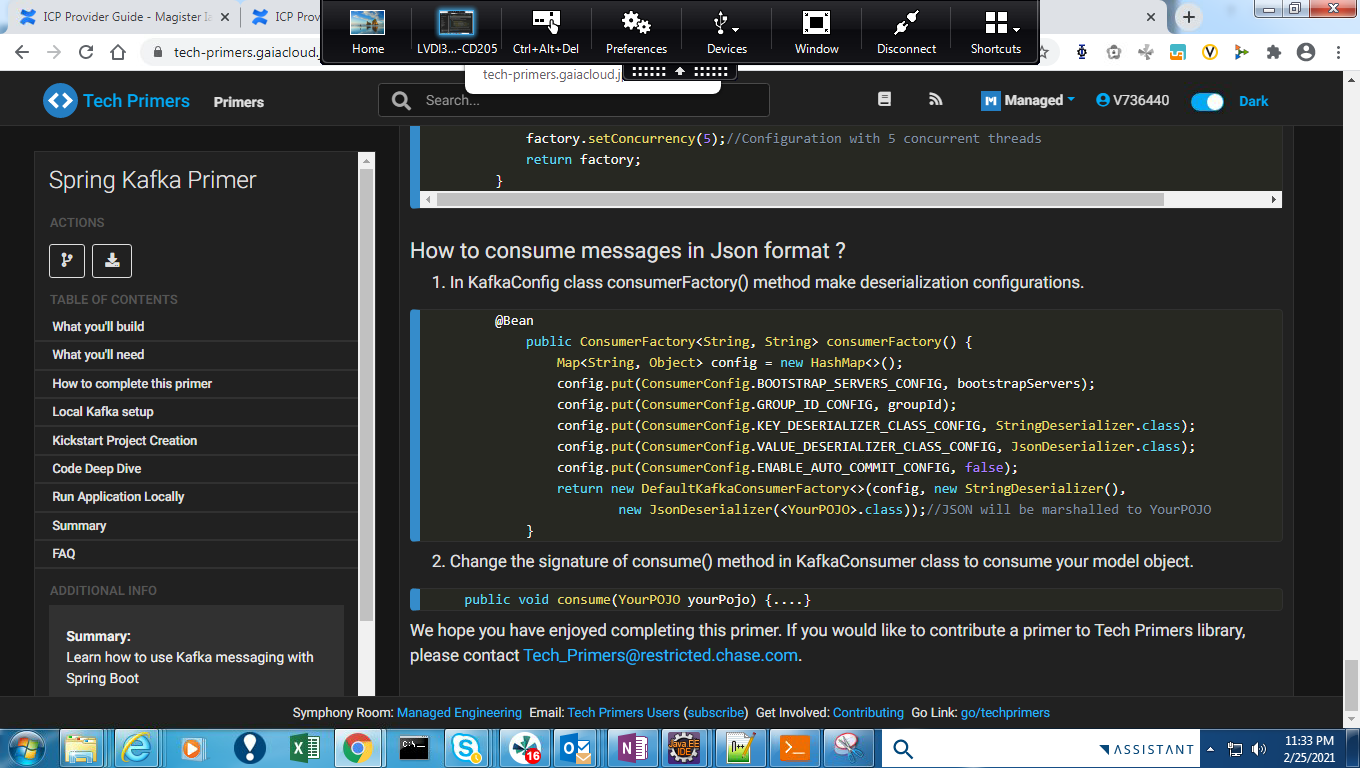 ICP Provider Guide - Magister
ICP Prov
Home
LVDI3...-CD205
Ctrl+Alt+Del
Preferences
Devices
Window
Disconnect
Shortcuts
tech-primers.gaiacloud.
tech-primers.gaiacloud.j
Tech Primers
Primers
Search...
Managed
V736440
Dark
Spring Kafka Primer
ACTIONS
TABLE OF CONTENTS
What you'll build
What you'll need
How to complete this primer
Local Kafka setup
Kickstart Project Creation
Code Deep Dive
Run Application Locally
Summary
FAQ
ADDITIONAL INFO
Summary:
Learn how to use Kafka messaging with
Spring Boot
factory.setConcurrency(5);//Configuration with 5 concurrent threads
return factory;
}
How to consume messages in Json format ?
1. In KafkaConfig class consumerFactory() method make deserialization configurations.
@Bean
public ConsumerFactory<String, String> consumerFactory() {
Map<String, Object> config = new HashMap<>();
config.put(ConsumerConfig.BOOTSTRAP_SERVERS_CONFIG, bootstrapServers);
config.put(ConsumerConfig.GROUP_ID_CONFIG, groupId);
config.put(ConsumerConfig.KEY_DESERIALIZER_CLASS_CONFIG, StringDeserializer.class);
config.put(ConsumerConfig.VALUE_DESERIALIZER_CLASS_CONFIG, JsonDeserializer.class);
config.put(ConsumerConfig.ENABLE_AUTO_COMMIT_CONFIG, false);
return new DefaultKafkaConsumerFactory<>(config, new StringDeserializer(),
new JsonDeserializer(<YourPOJO>.class));//JSON will be marshalled to YourPOJO
}
2. Change the signature of consume() method in KafkaConsumer class to consume your model object.
public void consume(YourPOJO yourPojo) {....}
We hope you have enjoyed completing this primer. If you would like to contribute a primer to Tech Primers library,
please contact Tech_Primers@restricted.chase.com.
Symphony Room: Managed Engineering Email: Tech Primers Users (subscribe) Get Involved: Contributing Go Link: go/techprimers
16
Java EE
IDE
ASSISTANT
11:33 PM
2/25/2021